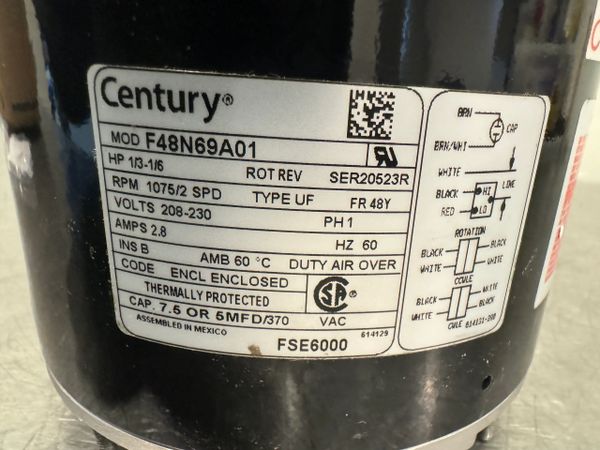 Century®
MOD F48N69A01
HP 1/3-1/6 ROT REV SER20523R
RPM 1075/2 SPD TYPE UF FR 48Y
VOLTS 208-230 PH 1
AMPS 2.8 HZ 60
INS B AMB 60 °C DUTY AIR OVER
CODE ENCL ENCLOSED
THERMALLY PROTECTED
CAP. 7.5 OR 5MFD/370 VAC
ASSEMBLED IN MEXICO 614129
FSE6000
BRN
CAP
BRN/WHI
WHITE
LINE
BLACK HI
RED LO
ROTATION
BLACK BLACK
WHITE WHITE
CCWLE
BLACK WHITE
WHITE BLACK
CWLE